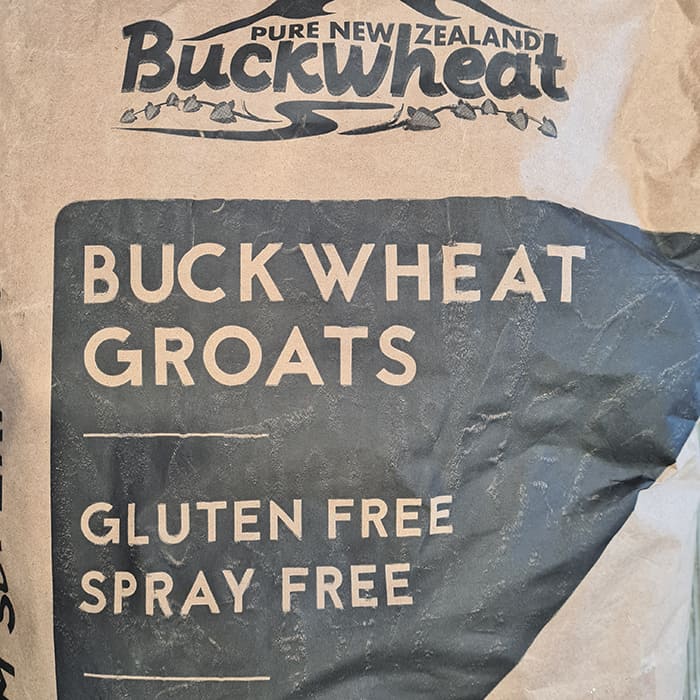 PURE NEW ZEALAND
Buckwheat
BUCKWHEAT
GROATS
GLUTEN FREE
SPRAY FREE